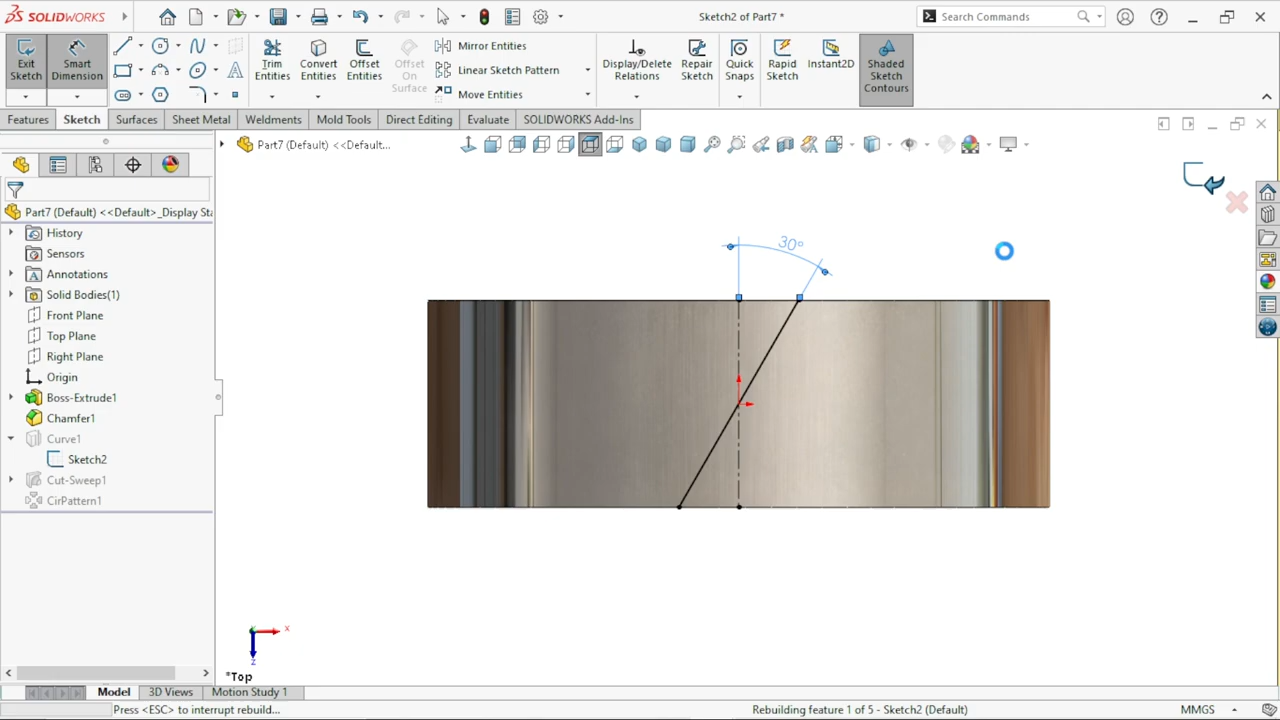 SOLIDWORKS
Sketch2 of Part7 *
Search Commands
Exit Sketch
Smart Dimension
Trim Entities
Convert Entities
Offset Entities
Offset On Surface
Mirror Entities
Linear Sketch Pattern
Move Entities
Display/Delete Relations
Repair Sketch
Quick Snaps
Rapid Sketch
Instant2D
Shaded Sketch Contours
Features
Sketch
Surfaces
Sheet Metal
Weldments
Mold Tools
Direct Editing
Evaluate
SOLIDWORKS Add-Ins
Part7 (Default) <<Default...
Part7 (Default) <<Default>_Display Sta
History
Sensors
Annotations
Solid Bodies(1)
Front Plane
Top Plane
Right Plane
Origin
Boss-Extrude1
Chamfer1
Curve1
Sketch2
Cut-Sweep1
CirPattern1
30°
x
z
*Top
Model
3D Views
Motion Study 1
Press <ESC> to interrupt rebuild...
Rebuilding feature 1 of 5 - Sketch2 (Default)
MMGS